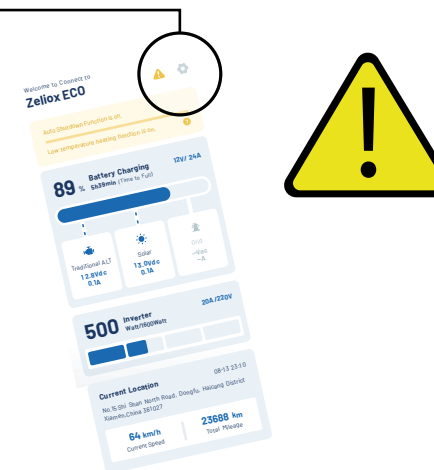 Welcome to Connect to
Zeliox ECO
Auto Shutdown Function is on.
Low temperature heating function is on.
89 %
Battery Charging
5h39min (Time to Full)
12V/ 24A
Traditional ALT
12.8Vdc
0.1A
Solar
13.0Vdc
0.1A
Grid
--Vac
--A
500
Inverter
Watt/1600Watt
20A/220V
Current Location
08-13 23:10
No.15 Shi Shan North Road, Dongfu, Haicang District
Xiamen,China 361027
64 km/h
Current Speed
23688 km
Total Mileage